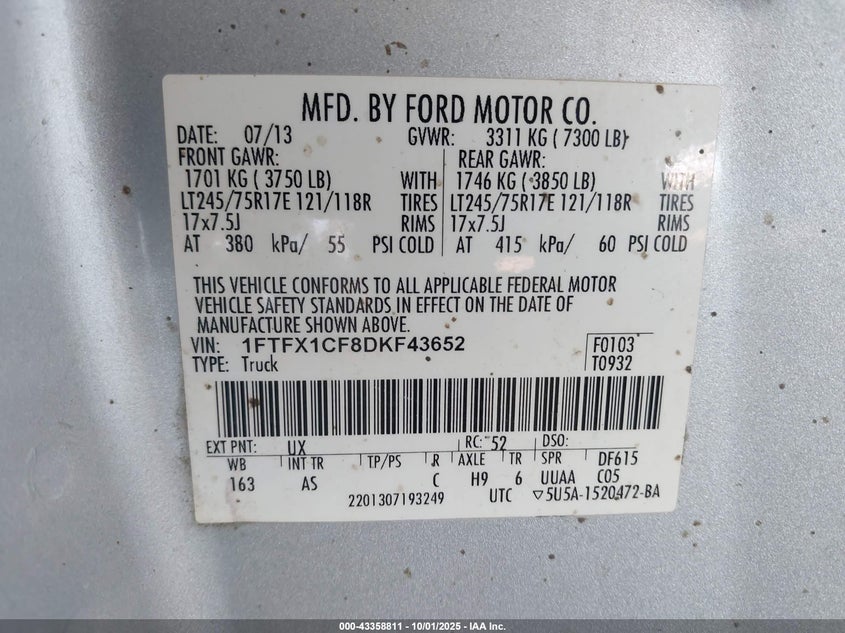 MFD. BY FORD MOTOR CO.
DATE: 07/13 GVWR: 3311 KG ( 7300 LB)
FRONT GAWR: REAR GAWR:
1701 KG ( 3750 LB) WITH 1746 KG ( 3850 LB) WITH
LT245/75R17E 121/118R TIRES LT245/75R17E 121/118R TIRES
17x7.5J RIMS 17x7.5J RIMS
AT 380 kPa/ 55 PSI COLD AT 415 kPa/ 60 PSI COLD
THIS VEHICLE CONFORMS TO ALL APPLICABLE FEDERAL MOTOR
VEHICLE SAFETY STANDARDS IN EFFECT ON THE DATE OF
MANUFACTURE SHOWN ABOVE.
VIN: 1FTFX1CF8DKF43652 F0103
TYPE: Truck T0932
EXT PNT: UX RC: 52 DSO:
WB INT TR TP/PS R AXLE TR SPR DF615
163 AS C H9 6 UUAA C05
2201307193249 UTC ▽5U5A-1520472-BA
000-43358811 - 10/01/2025 - IAA Inc.